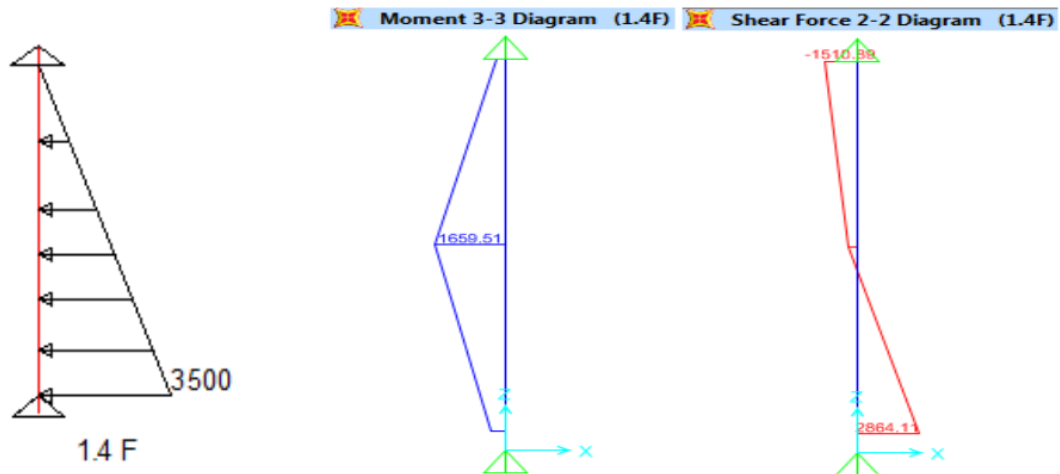 Moment 3-3 Diagram (1.4F)
Shear Force 2-2 Diagram (1.4F)
-1510.89
1659.51
3500
2864.11
Z
X
X
1.4 F